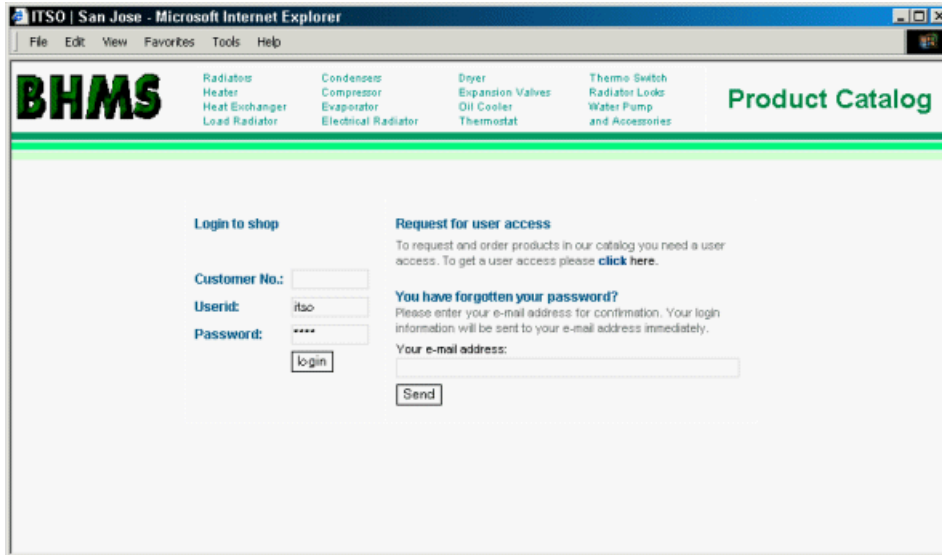 ITSO | San Jose - Microsoft Internet Explorer
File Edit View Favorites Tools Help
BHMS
Radiators Condensers Dryer Thermo Switch
Heater Compressor Expansion Valves Radiator Looks
Heat Exchanger Evaporator Oil Cooler Water Pump
Load Radiator Electrical Radiator Thermostat and Accessories
Product Catalog
Login to shop
Customer No.:
Userid: itso
Password: ****
login
Request for user access
To request and order products in our catalog you need a user
access. To get a user access please click here.
You have forgotten your password?
Please enter your e-mail address for confirmation. Your login
information will be sent to your e-mail address immediately.
Your e-mail address:
Send